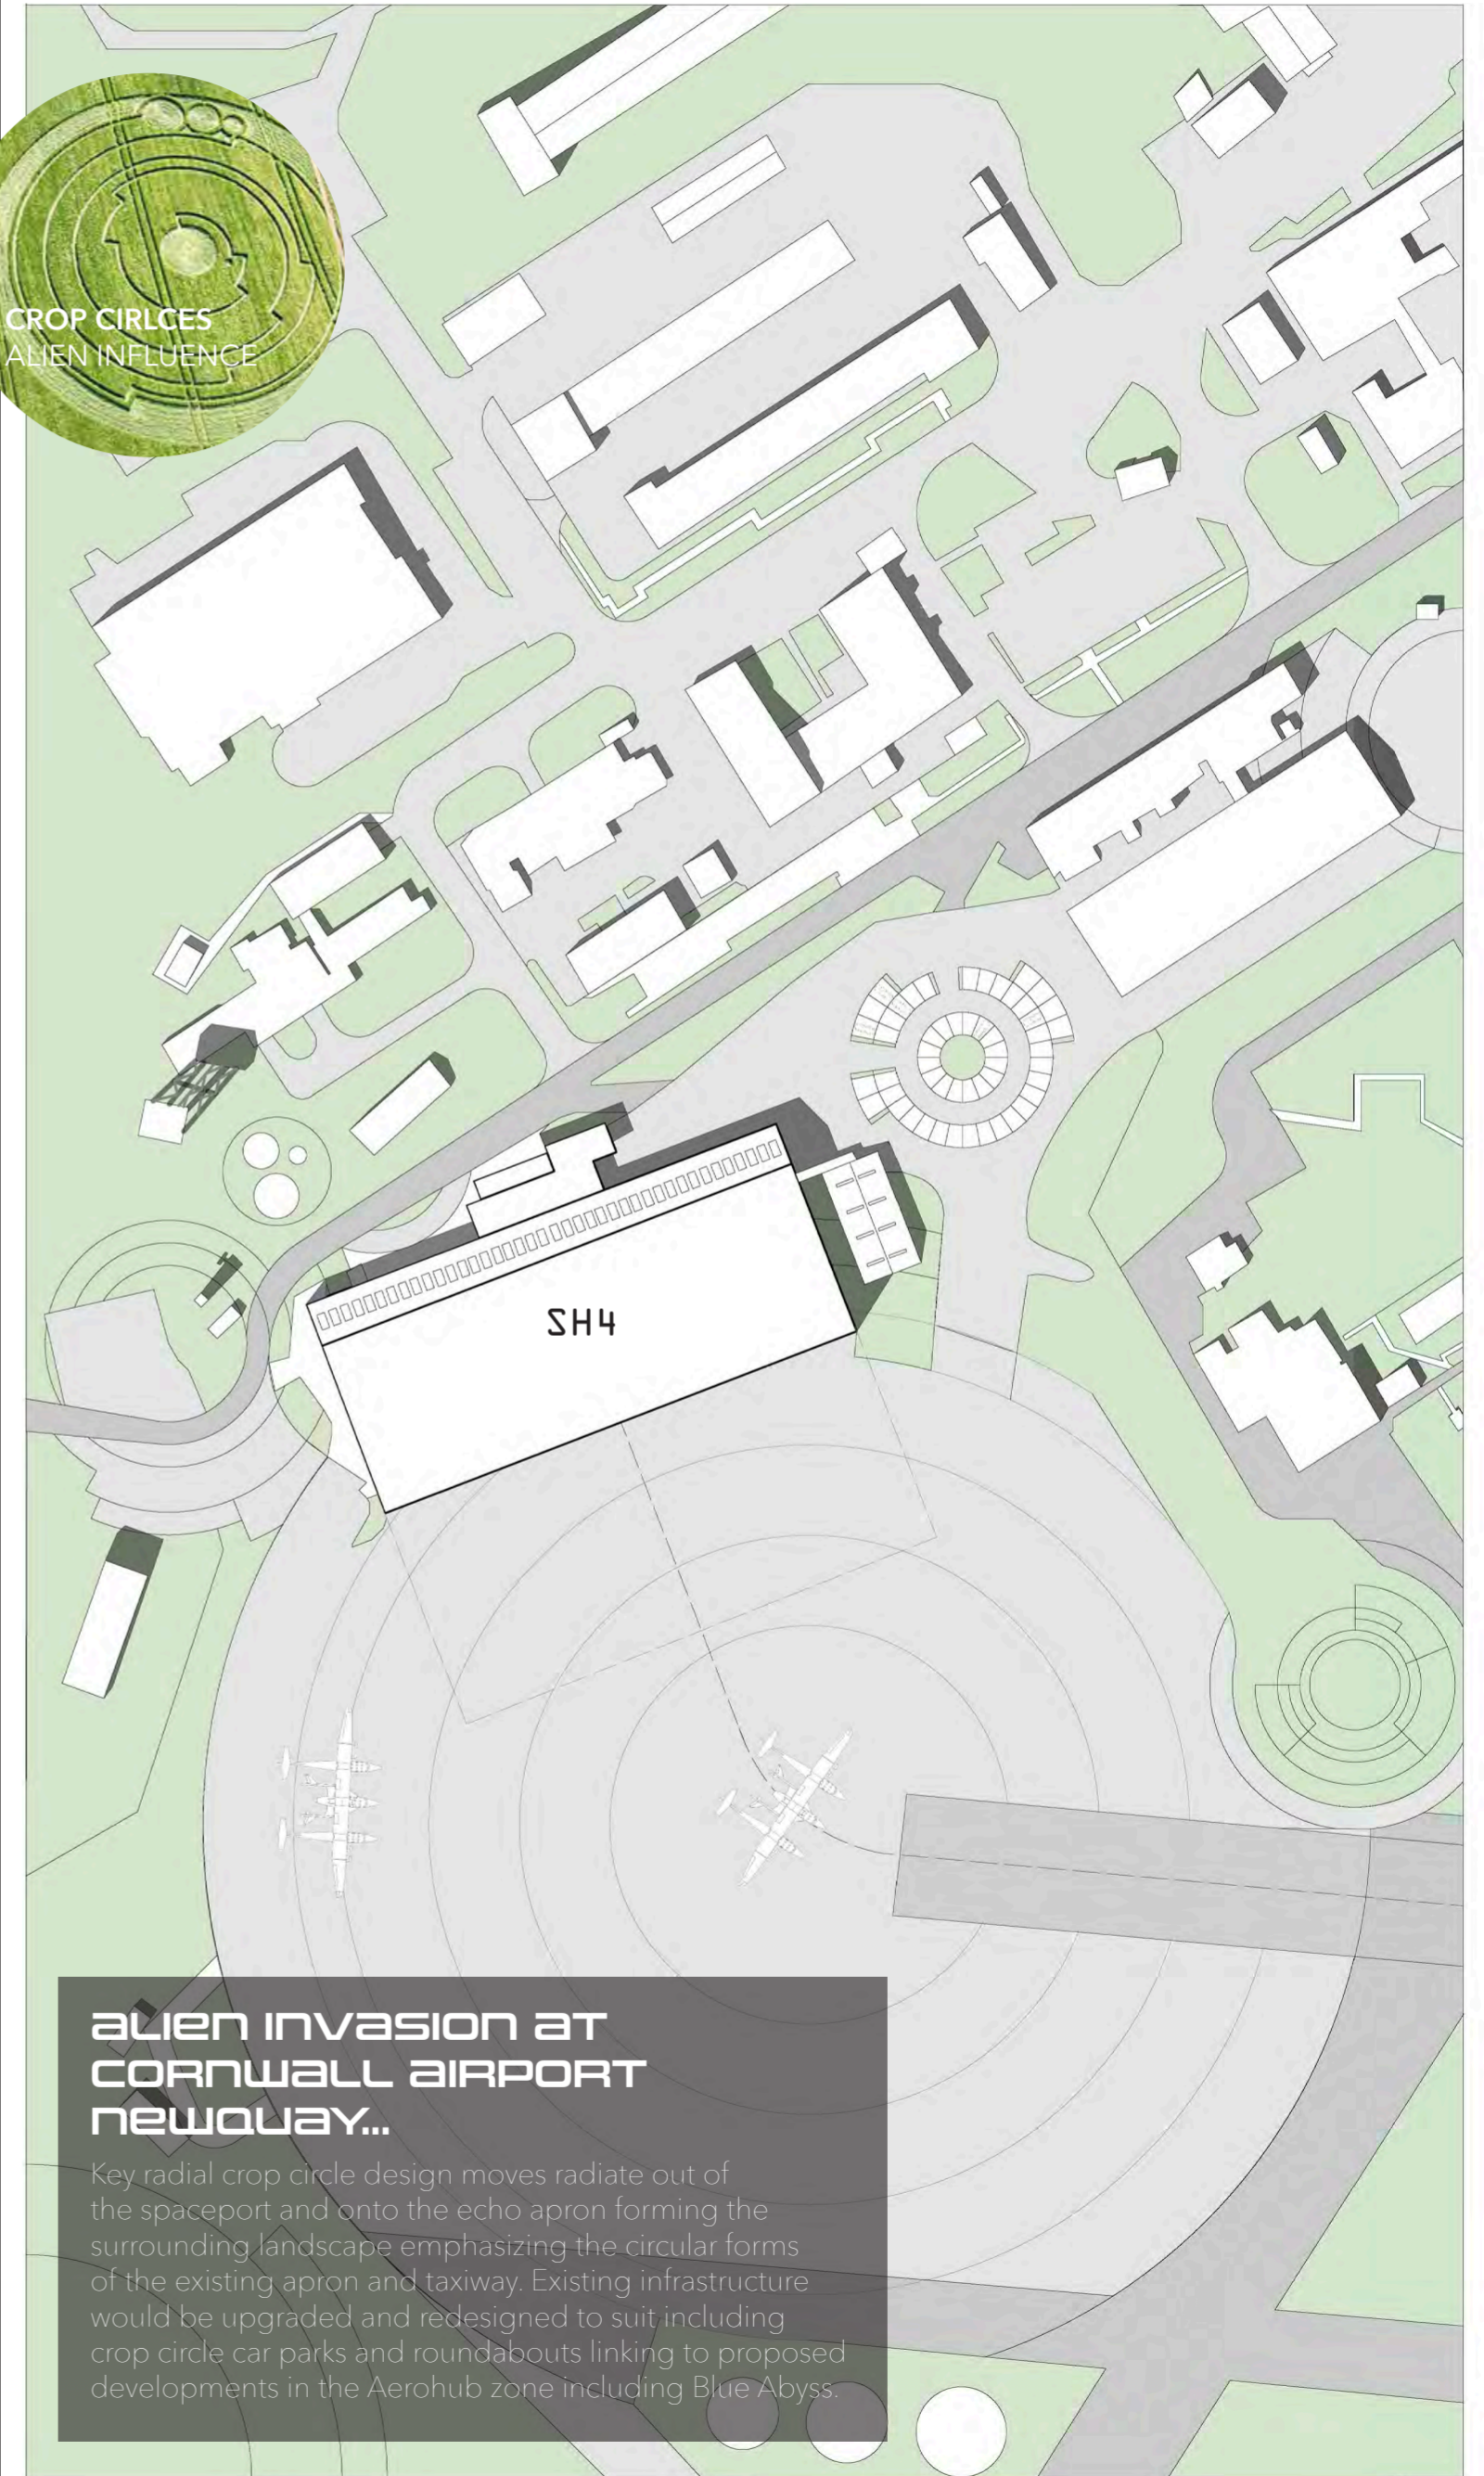 CROP CIRLCES
ALIEN INFLUENCE
SH4
aLIen InVasIon aT
CORnWaLL aIRPORT
neWQUaY...
Key radial crop circle design moves radiate out of
the spaceport and onto the echo apron forming the
surrounding landscape emphasizing the circular forms
of the existing apron and taxiway. Existing infrastructure
would be upgraded and redesigned to suit including
crop circle car parks and roundabouts linking to proposed
developments in the Aerohub zone including Blue Abyss.